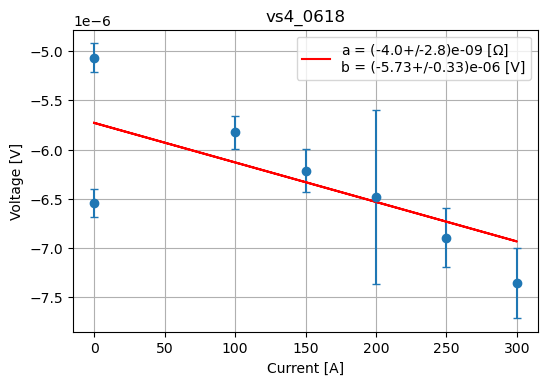 vs4_0618
1e−6
a = (-4.0+/-2.8)e-09 [Ω]
b = (-5.73+/-0.33)e-06 [V]
Voltage [V]
−5.0
−5.5
−6.0
−6.5
−7.0
−7.5
0 50 100 150 200 250 300
Current [A]